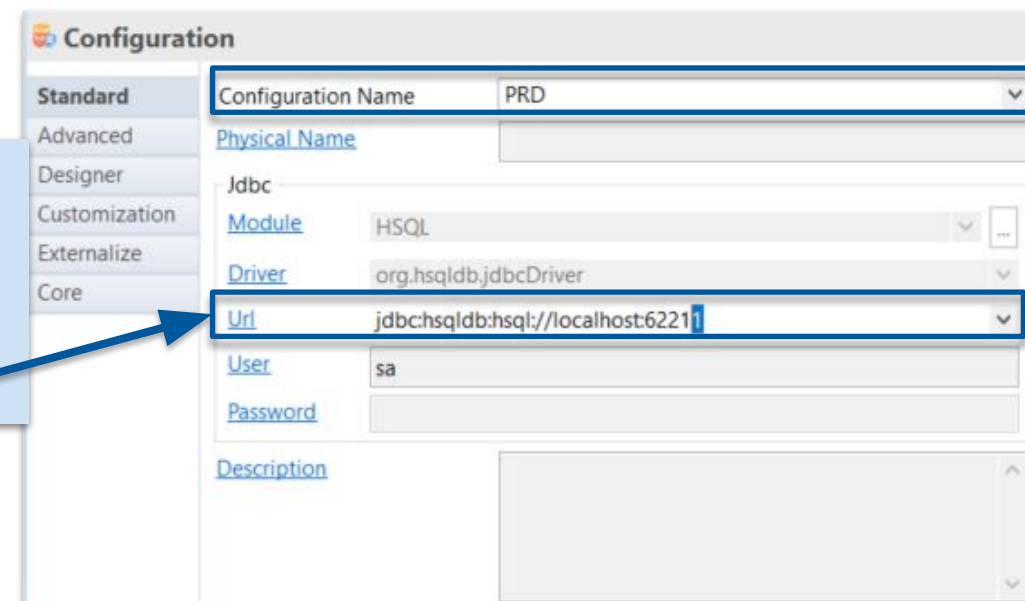 Configuration
Standard
Advanced
Designer
Customization
Externalize
Core
Configuration Name PRD
Physical Name
Jdbc
Module HSQL ...
Driver org.hsqldb.jdbcDriver
Url jdbc:hsqldb:hsql://localhost:62211
User sa
Password
Description